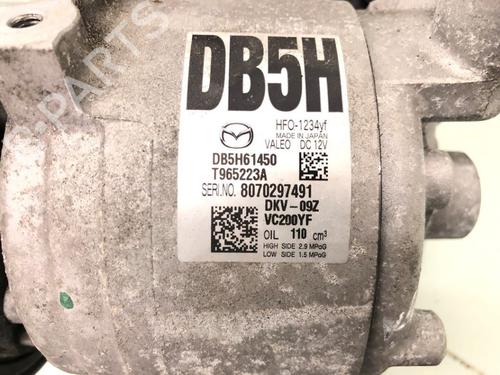 DB5H
HFO-1234yf
MADE IN JAPAN
VALEO DC 12V
DB5H61450
T965223A
SERI.NO. 8070297491
DKV-09Z
VC200YF
OIL 110 cm³
HIGH SIDE 2.9 MPaG
LOW SIDE 1.5 MPaG
B-PARTS